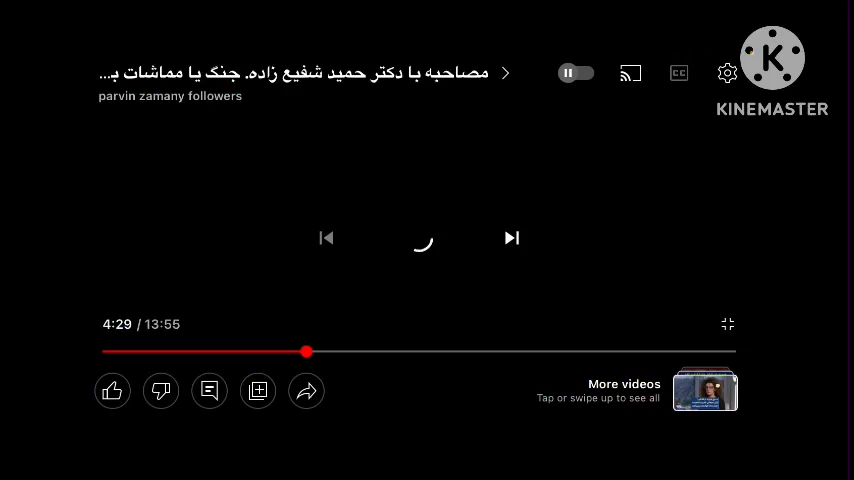 مصاحبه با دکتر حمید شفیع زاده. جنگ یا مماشات ب...
parvin zamany followers
CC
K
KINEMASTER
4:29 / 13:55
More videos
Tap or swipe up to see all